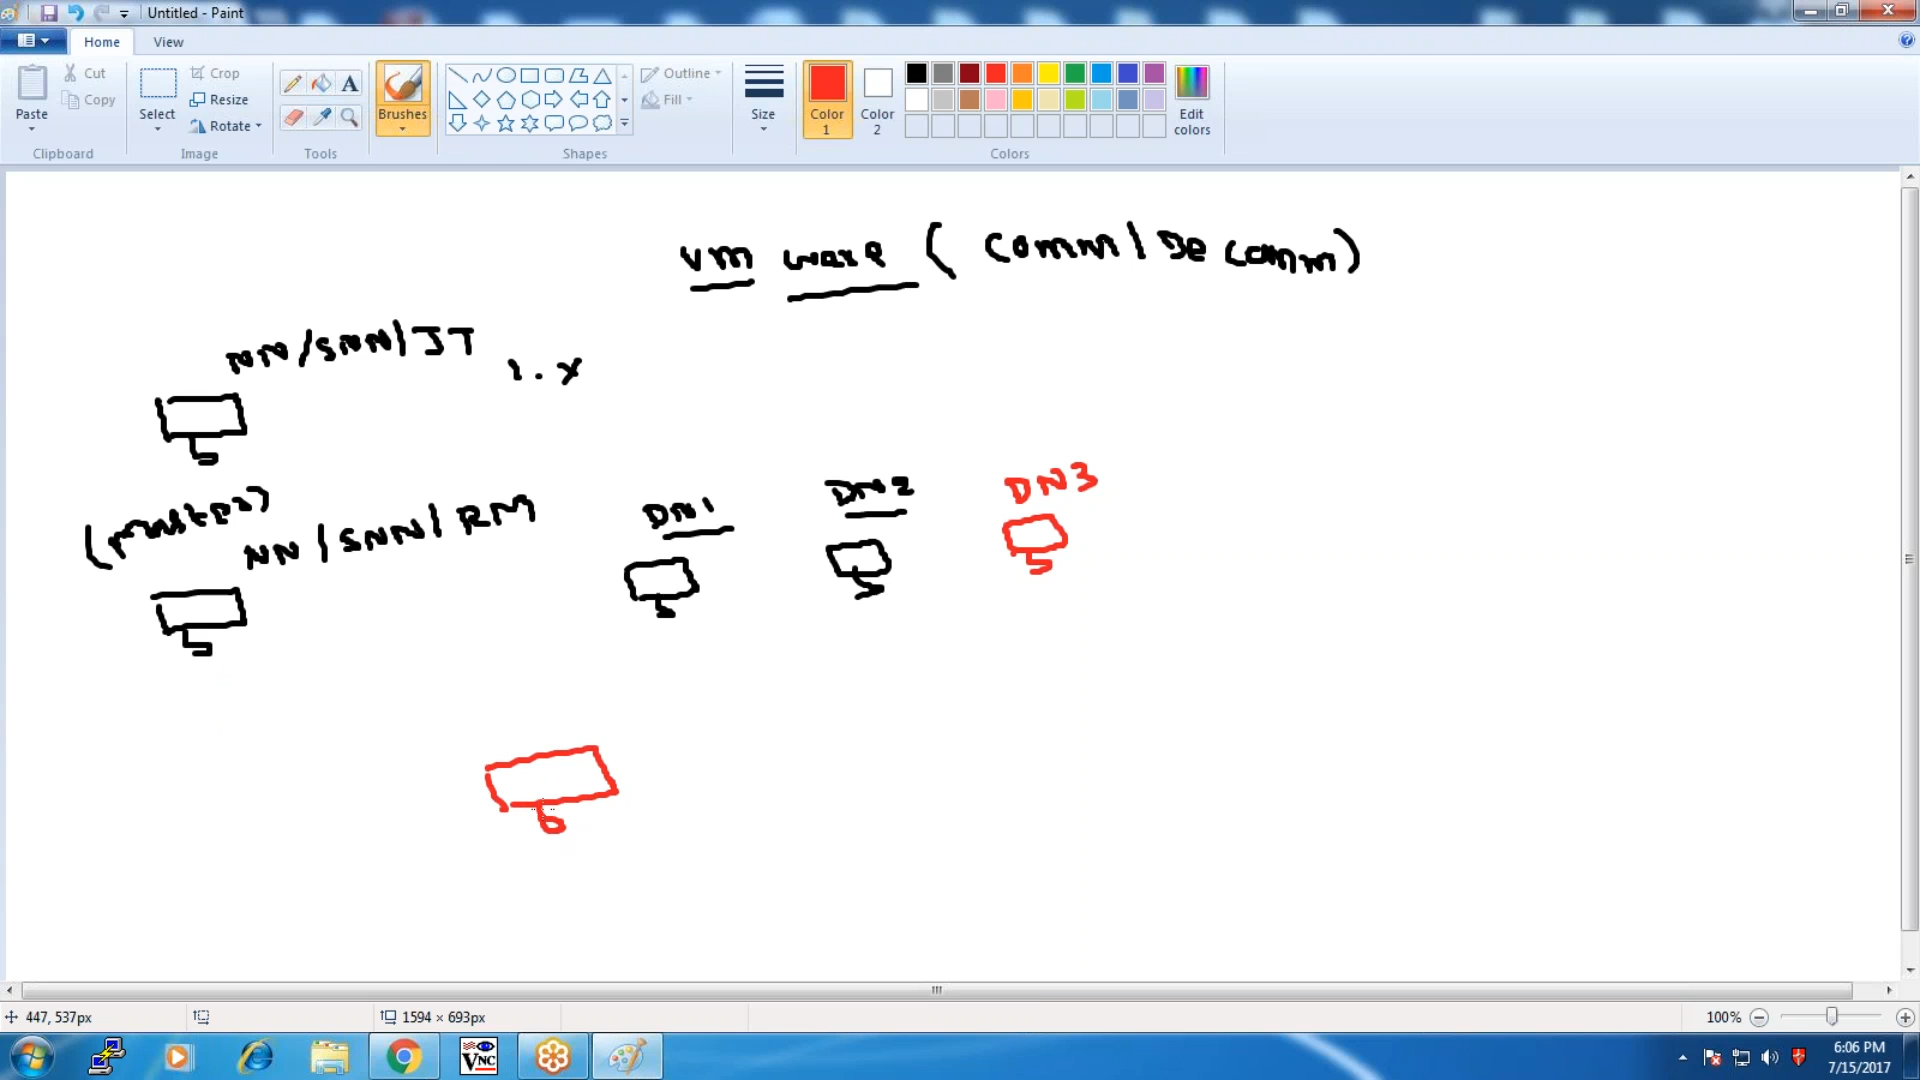 Untitled - Paint
Home View
Paste
Cut
Copy
Clipboard
Select
Crop
Resize
Rotate
Image
Tools
Brushes
Shapes
Outline
Fill
Size
Color 1
Color 2
Edit colors
Colors
vm ware ( comm/De comm)
NN/SNN/JT
1.x
(master)
NN/SNN/RM
DN1
DN2
DN3
447, 537px
1594 × 693px
100%
VNC
6:06 PM
7/15/2017